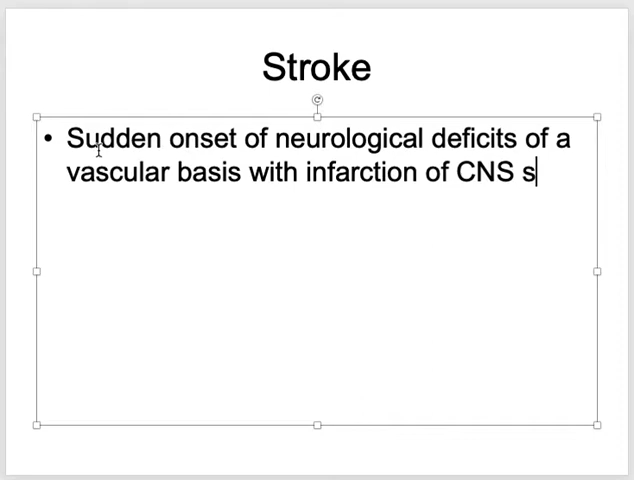 Stroke
• Sudden onset of neurological deficits of a
vascular basis with infarction of CNS s